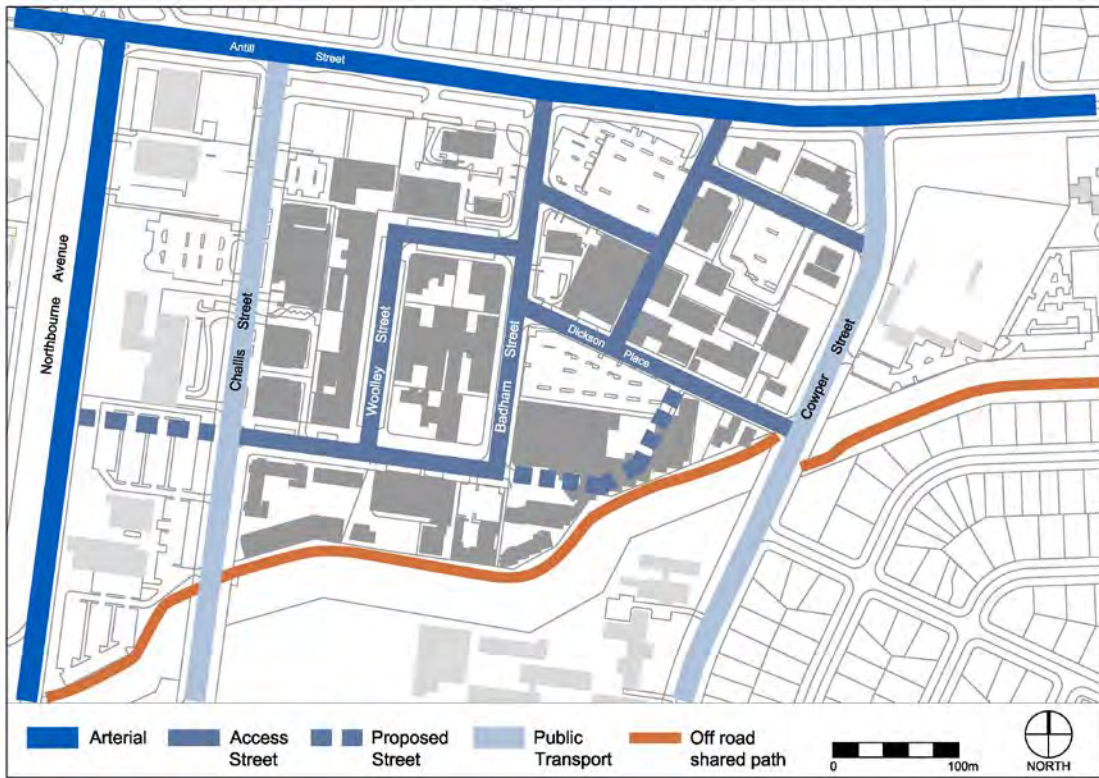 Antill
Street
Northbourne Avenue
Challis Street
Woolley Street
Badham Street
Dickson Place
Cowper Street
Arterial
Access
Street
Proposed
Street
Public
Transport
Off road
shared path
0 100m
NORTH